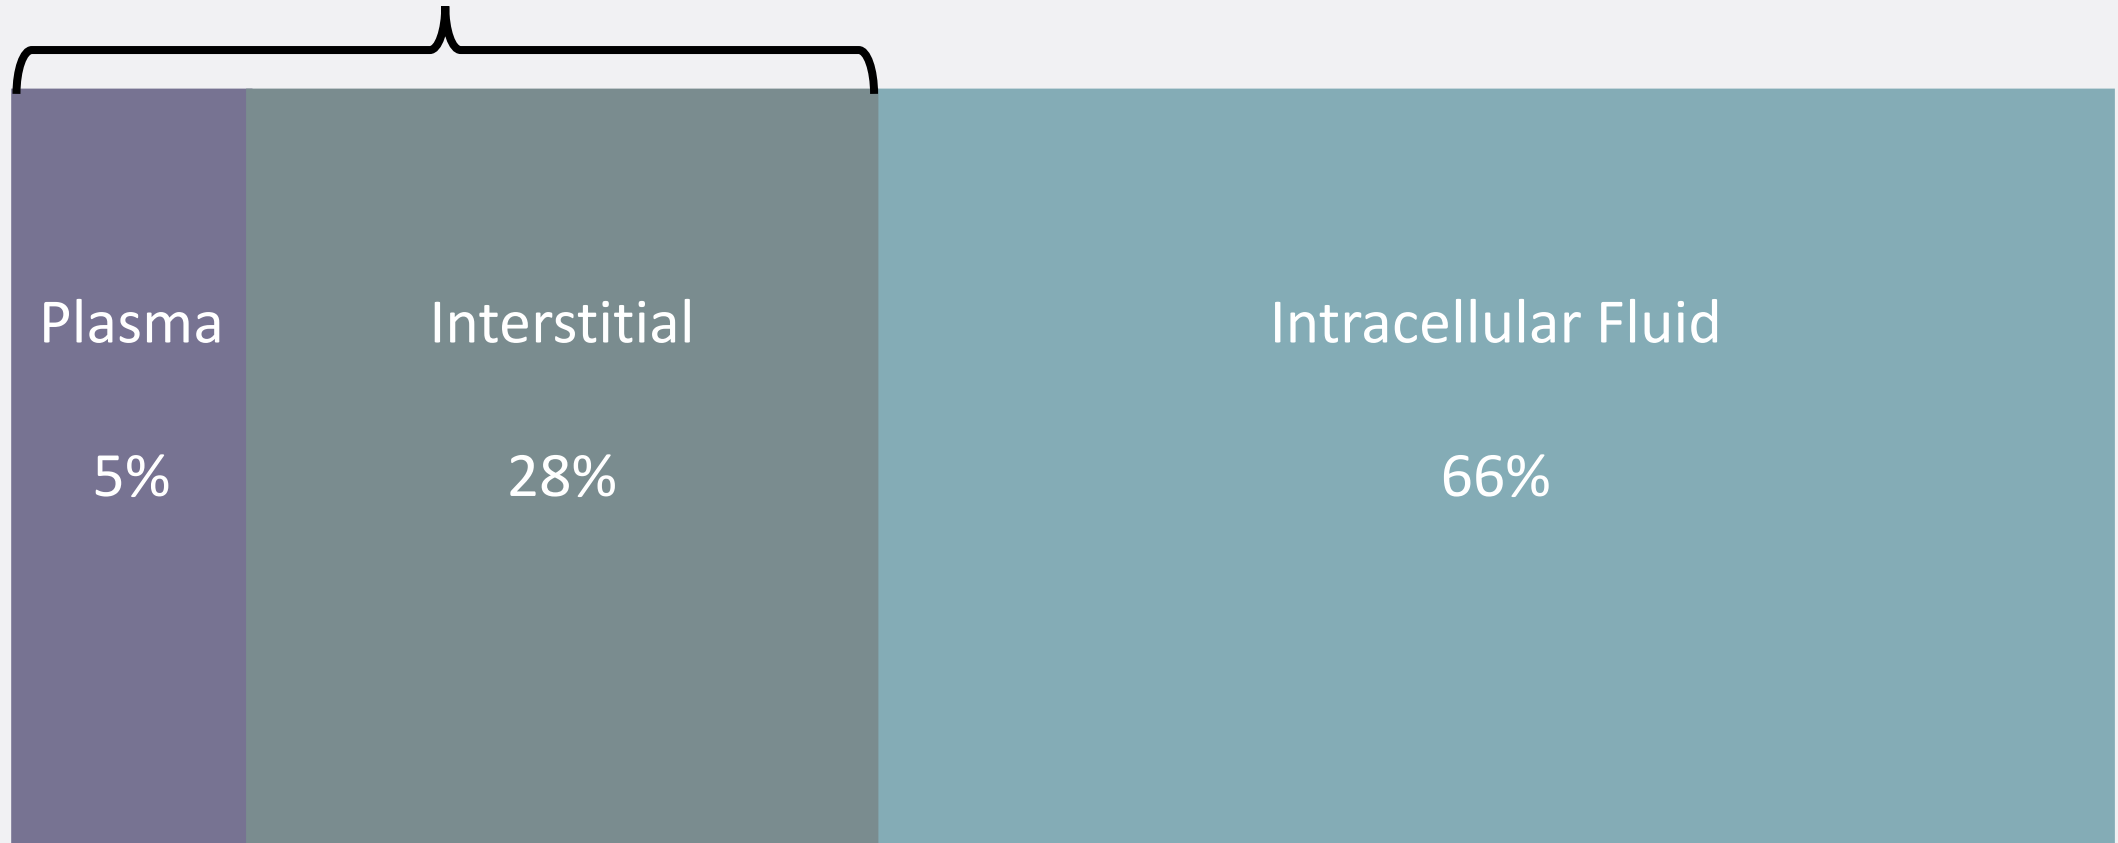 Plasma
5%
Interstitial
28%
Intracellular Fluid
66%